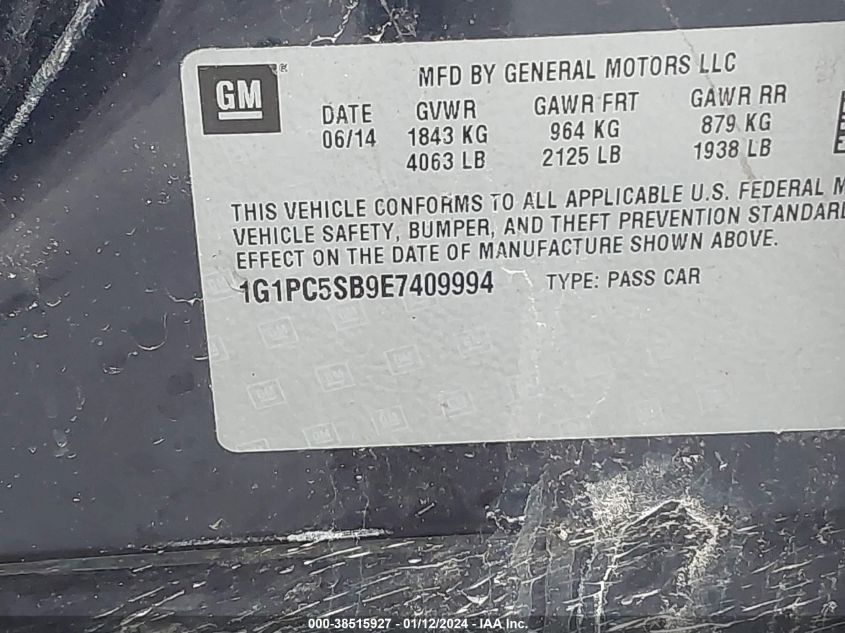 GM ® MFD BY GENERAL MOTORS LLC
DATE GVWR GAWR FRT GAWR RR
06/14 1843 KG 964 KG 879 KG
4063 LB 2125 LB 1938 LB
THIS VEHICLE CONFORMS TO ALL APPLICABLE U.S. FEDERAL M
VEHICLE SAFETY, BUMPER, AND THEFT PREVENTION STANDARD
EFFECT ON THE DATE OF MANUFACTURE SHOWN ABOVE.
1G1PC5SB9E7409994 TYPE: PASS CAR
000-38515927 - 01/12/2024 - IAA Inc.